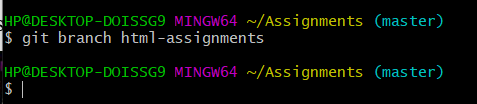 HP@DESKTOP-DOISSG9 MINGW64 ~/Assignments (master)
$ git branch html-assignments
HP@DESKTOP-DOISSG9 MINGW64 ~/Assignments (master)
$